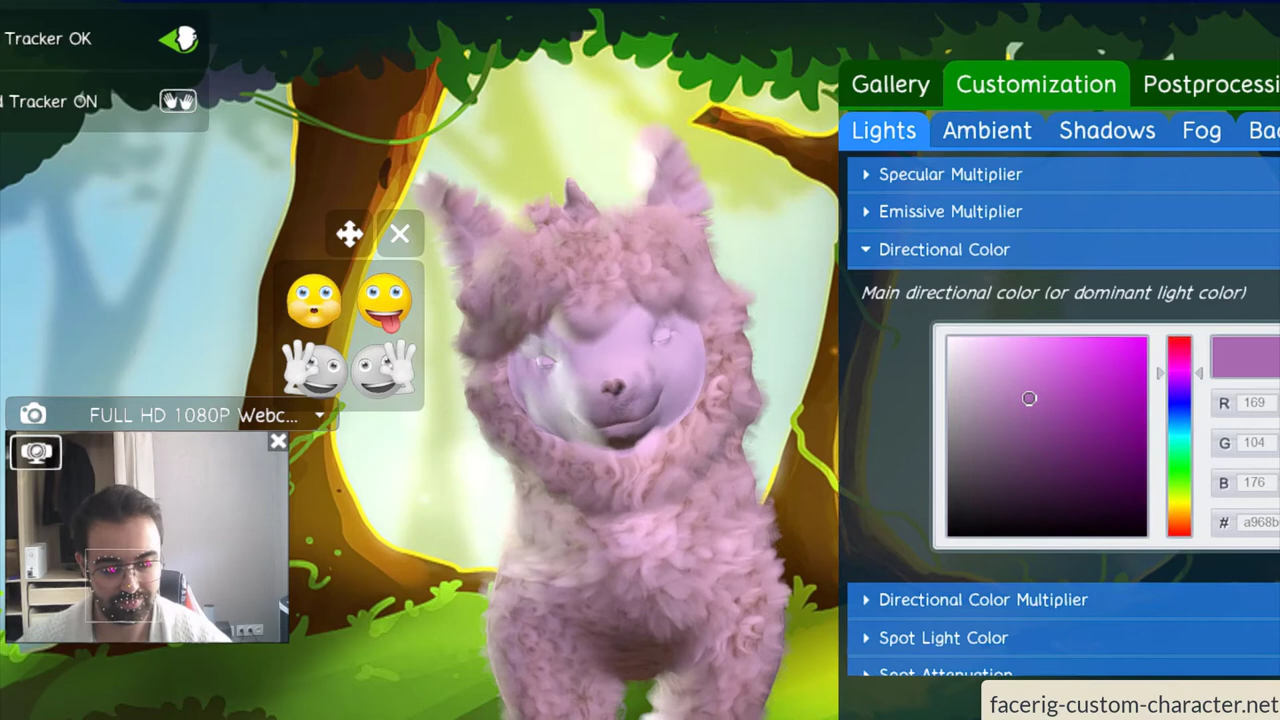 Tracker OK
d Tracker ON
FULL HD 1080P Webc...
Gallery Customization Postprocessi
Lights Ambient Shadows Fog Ba
Specular Multiplier
Emissive Multiplier
Directional Color
Main directional color (or dominant light color)
R 169
G 104
B 176
# a968b
Directional Color Multiplier
Spot Light Color
Spot Attenuation
facerig-custom-character.net